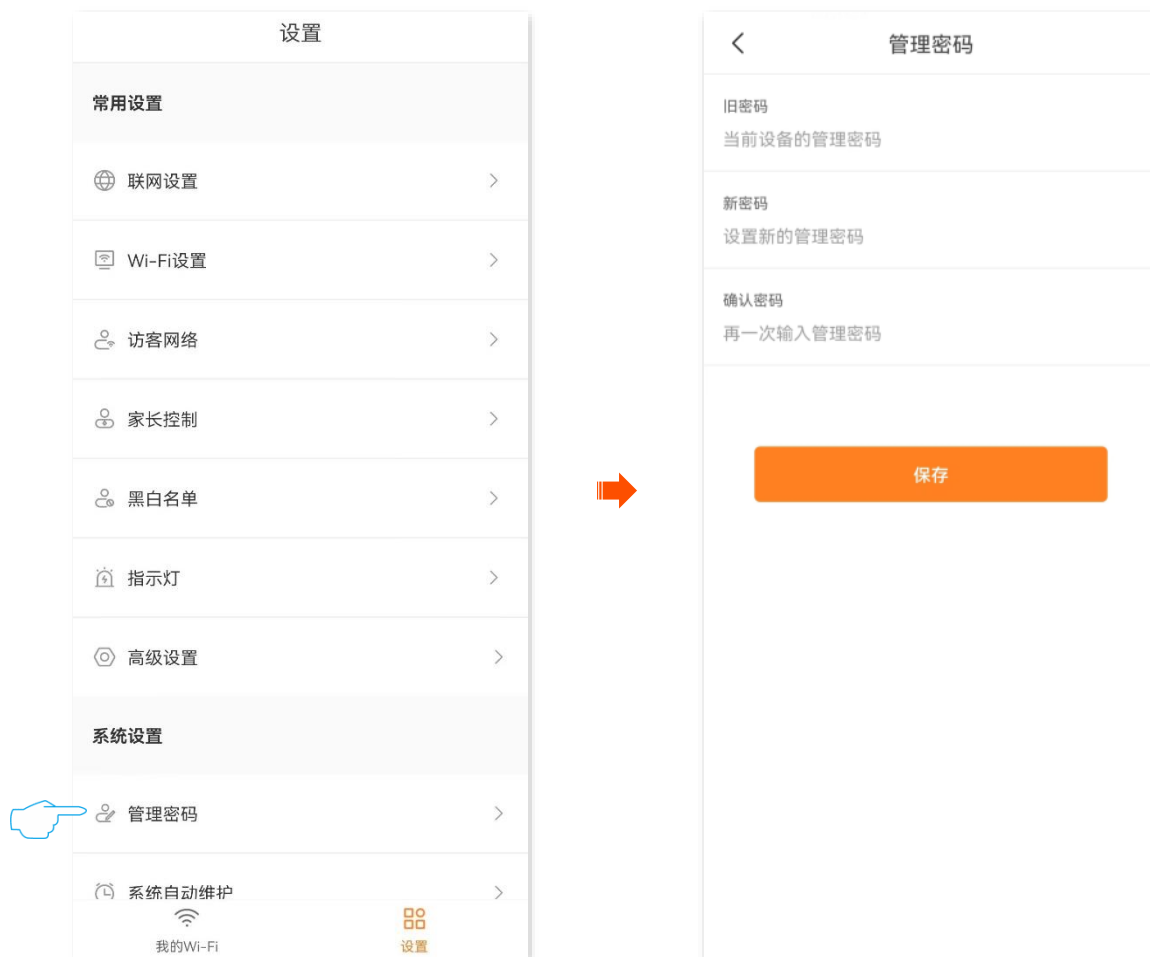 设置
常用设置
联网设置
Wi-Fi设置
访客网络
家长控制
黑白名单
指示灯
高级设置
系统设置
管理密码
系统自动维护
我的Wi-Fi
设置
管理密码
旧密码
当前设备的管理密码
新密码
设置新的管理密码
确认密码
再一次输入管理密码
保存